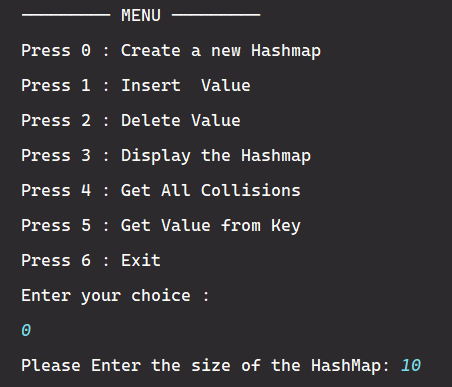 ───────── MENU ─────────
Press 0 : Create a new Hashmap
Press 1 : Insert  Value
Press 2 : Delete Value
Press 3 : Display the Hashmap
Press 4 : Get All Collisions
Press 5 : Get Value from Key
Press 6 : Exit
Enter your choice :
0
Please Enter the size of the HashMap: 10